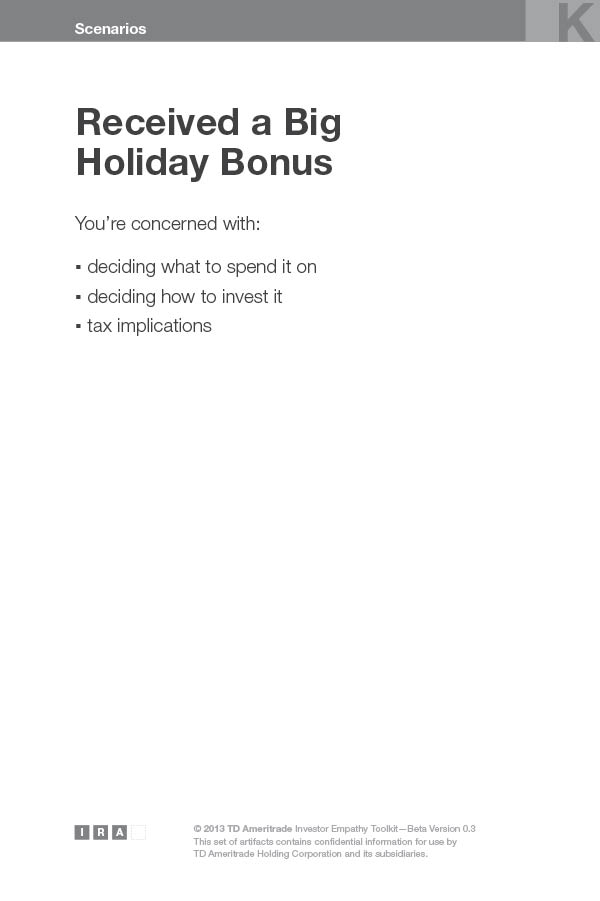 Scenarios
K
Received a Big
Holiday Bonus
You’re concerned with:
▪ deciding what to spend it on
▪ deciding how to invest it
▪ tax implications
I R A
© 2013 TD Ameritrade Investor Empathy Toolkit—Beta Version 0.3
This set of artifacts contains confidential information for use by
TD Ameritrade Holding Corporation and its subsidiaries.